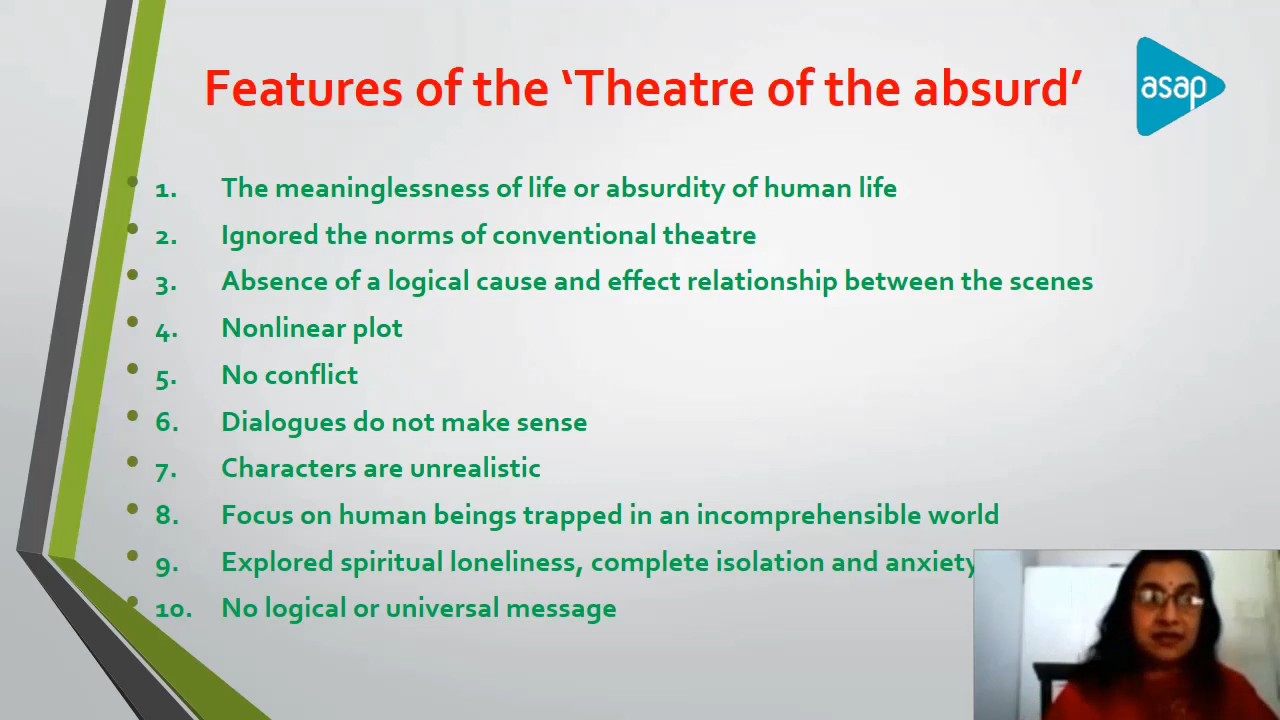 Features of the ‘Theatre of the absurd’
asap
• 1. The meaninglessness of life or absurdity of human life
• 2. Ignored the norms of conventional theatre
• 3. Absence of a logical cause and effect relationship between the scenes
• 4. Nonlinear plot
• 5. No conflict
• 6. Dialogues do not make sense
• 7. Characters are unrealistic
• 8. Focus on human beings trapped in an incomprehensible world
• 9. Explored spiritual loneliness, complete isolation and anxiety
• 10. No logical or universal message